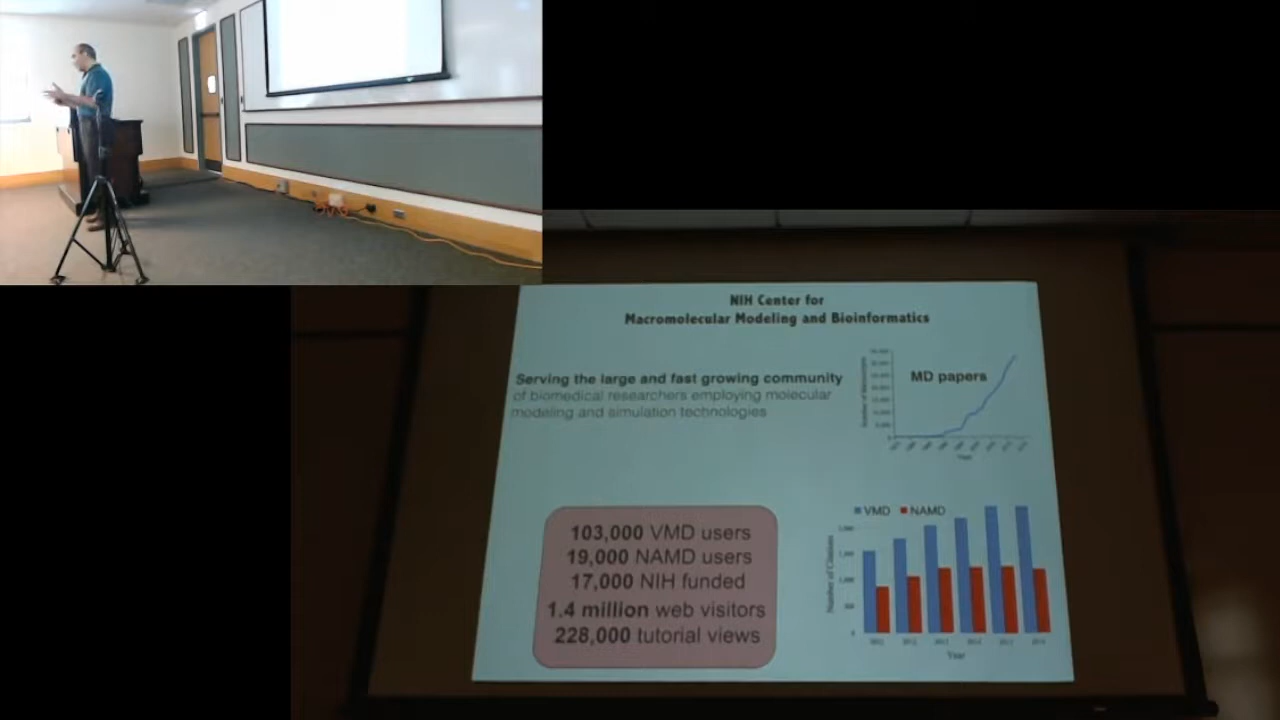 NIH Center for
Macromolecular Modeling and Bioinformatics
Serving the large and fast growing community
of biomedical researchers employing molecular
modeling and simulation technologies
MD papers
Year
103,000 VMD users
19,000 NAMD users
17,000 NIH funded
1.4 million web visitors
228,000 tutorial views
VMD NAMD
Number of Citations
Year